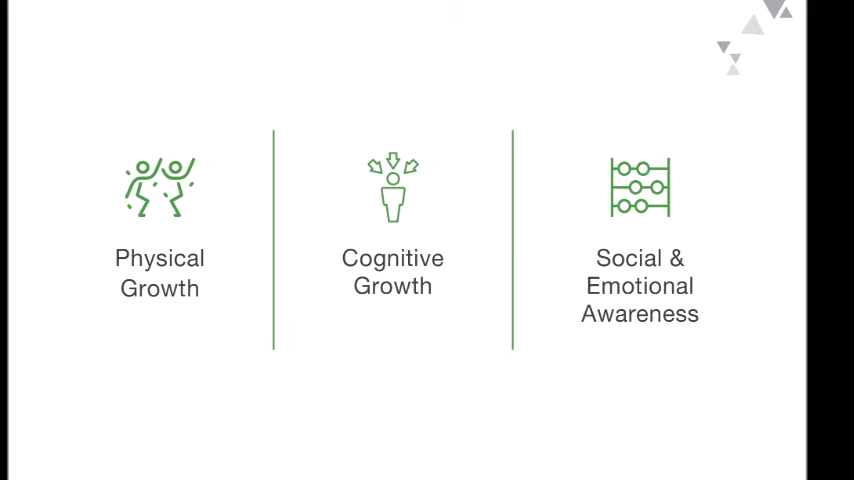 Physical
Growth
Cognitive
Growth
Social &
Emotional
Awareness